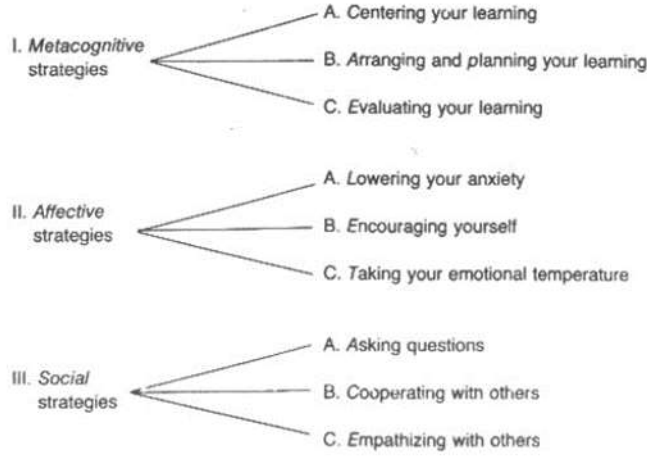 A. Centering your learning
I. Metacognitive
strategies
B. Arranging and planning your learning
C. Evaluating your learning
A. Lowering your anxiety
II. Affective
strategies
B. Encouraging yourself
C. Taking your emotional temperature
A. Asking questions
III. Social
strategies
B. Cooperating with others
C. Empathizing with others